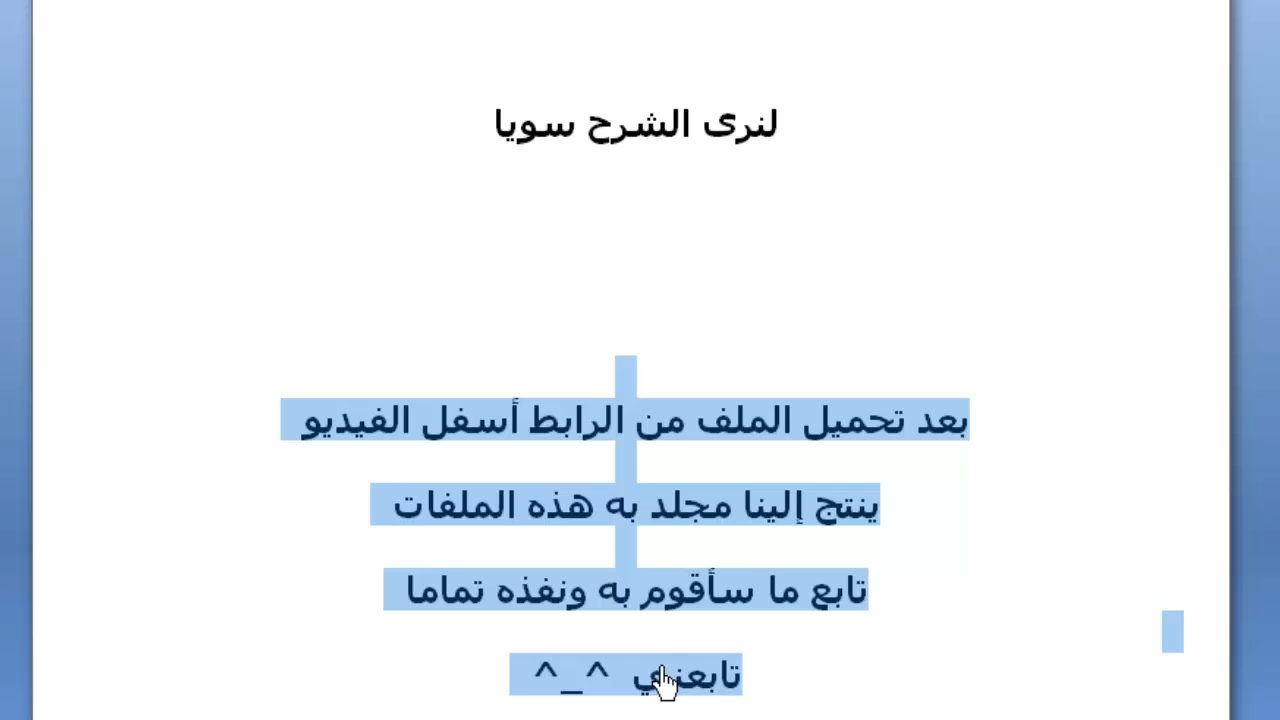 لنرى الشرح سويا
بعد تحميل الملف من الرابط أسفل الفيديو
ينتج إلينا مجلد به هذه الملفات
تابع ما سأقوم به ونفذه تماما
تابعني ^_^